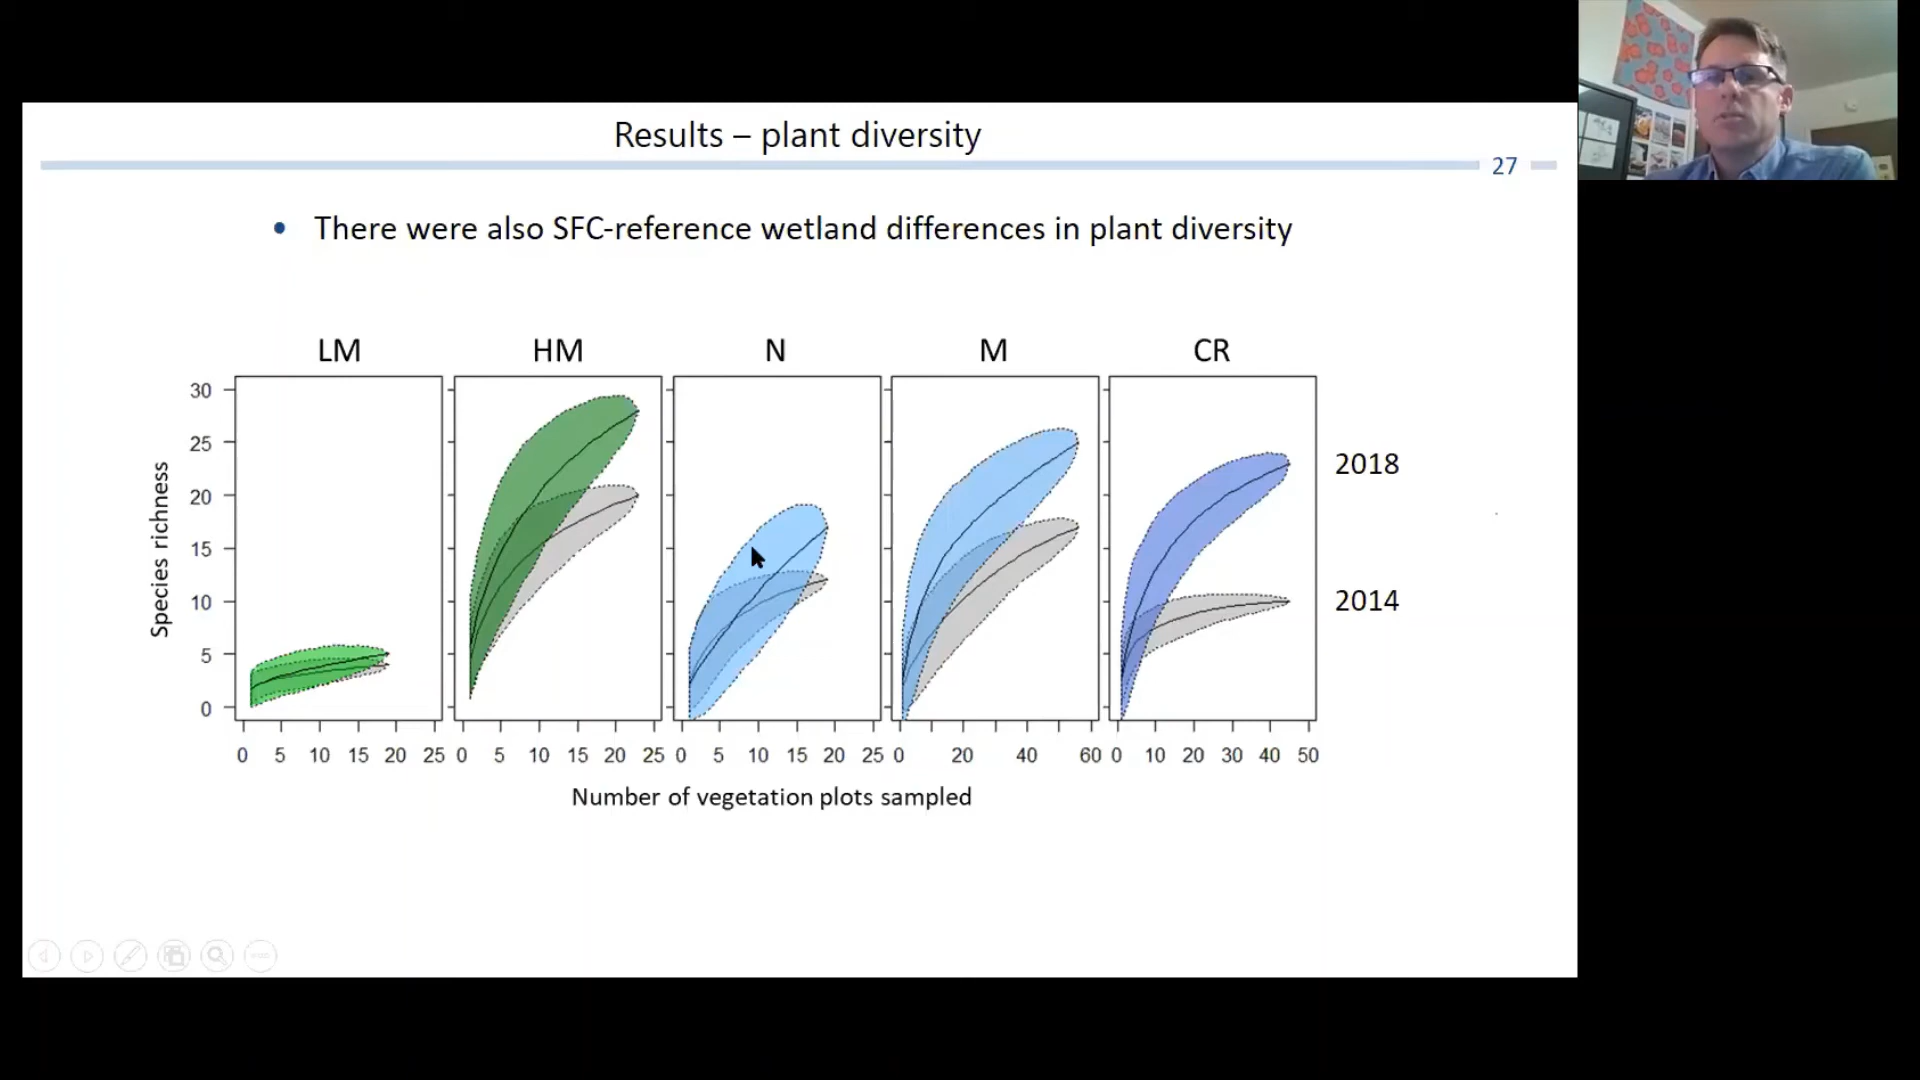 Results – plant diversity
27
• There were also SFC-reference wetland differences in plant diversity
LM HM N M CR
30
25
20
15
10
5
0
Species richness
2018
2014
0 5 10 15 20 25 0 5 10 15 20 25 0 5 10 15 20 25 0 20 40 60 0 10 20 30 40 50
Number of vegetation plots sampled